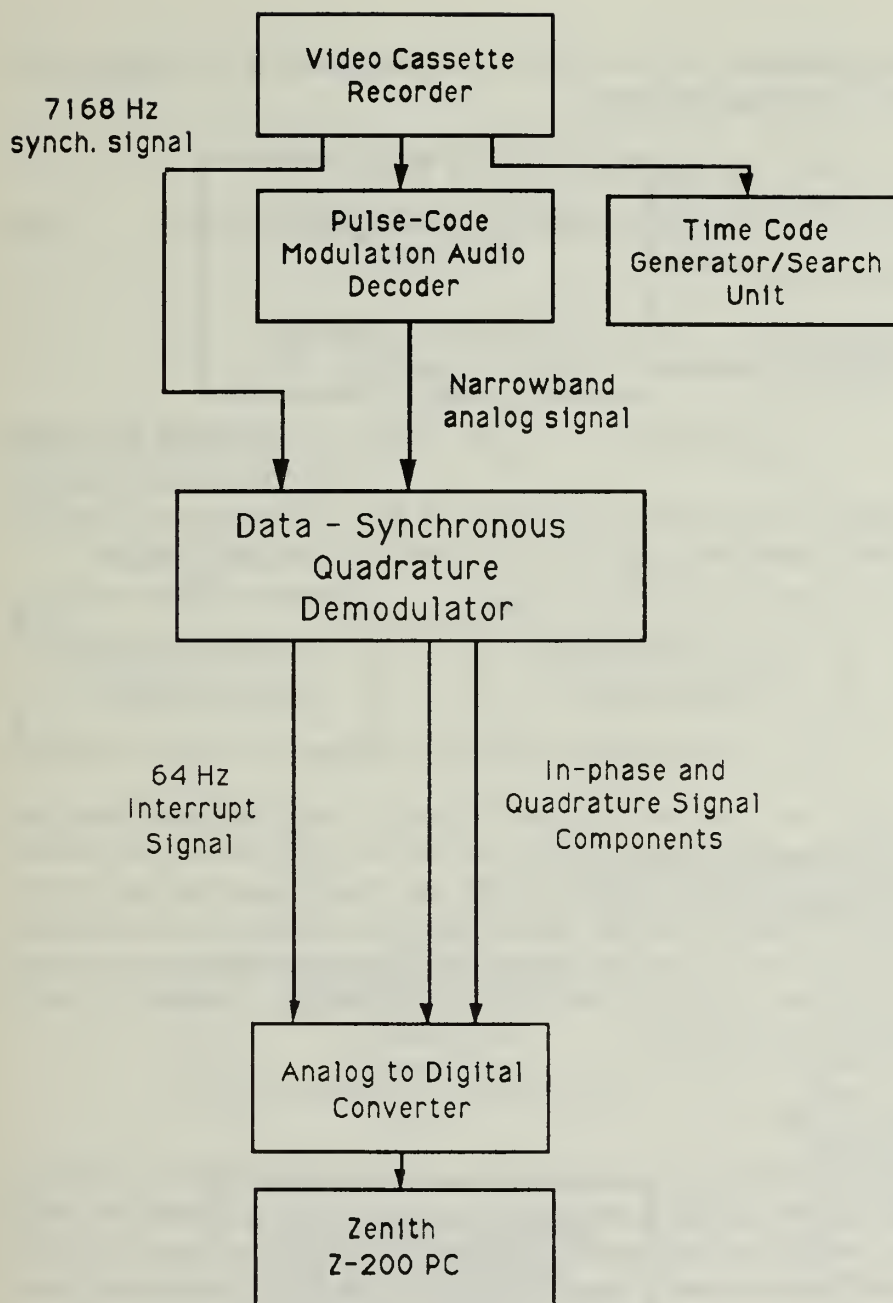 Video Cassette
Recorder
7168 Hz
synch. signal
Pulse-Code
Modulation Audio
Decoder
Time Code
Generator/Search
Unit
Narrowband
analog signal
Data - Synchronous
Quadrature
Demodulator
64 Hz
Interrupt
Signal
In-phase and
Quadrature Signal
Components
Analog to Digital
Converter
Zenith
Z-200 PC